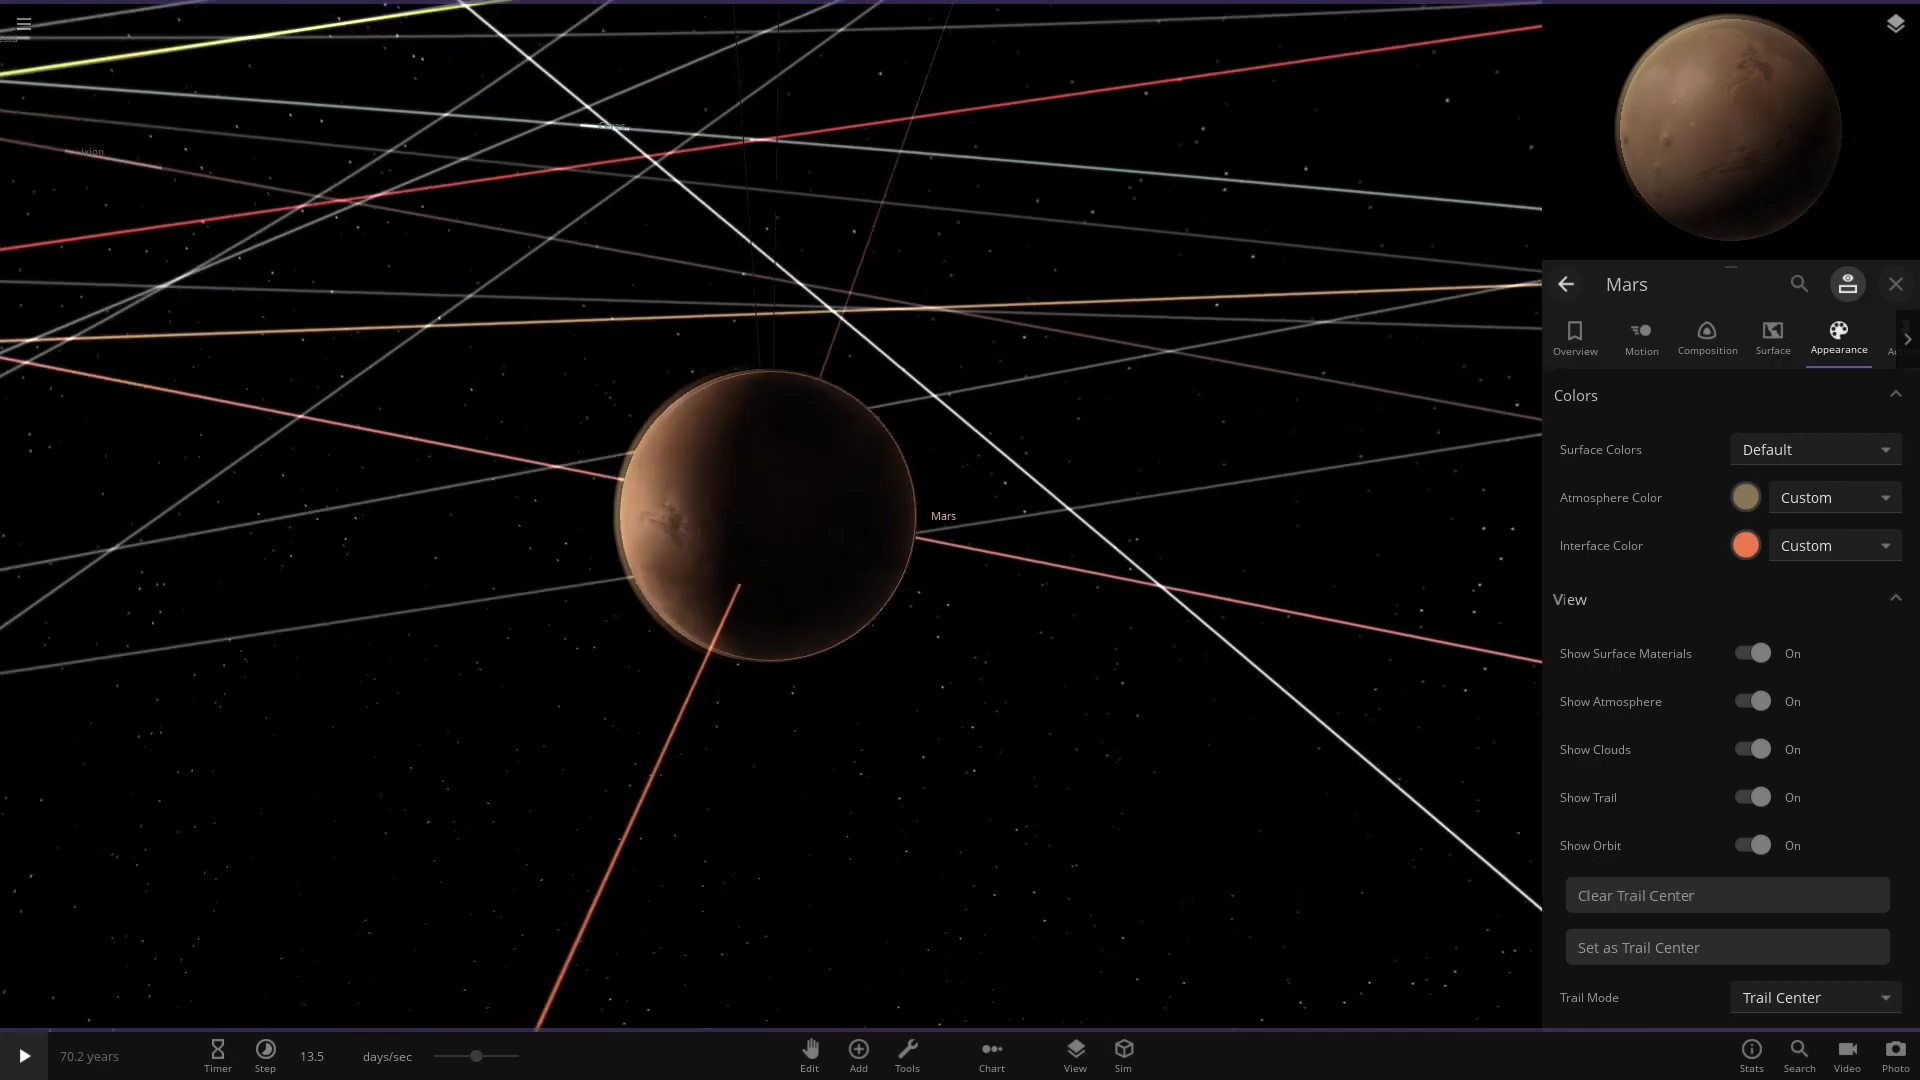 Ceres
Ixion
Mars
Mars
Overview
Motion
Composition
Surface
Appearance
Colors
Surface Colors
Default
Atmosphere Color
Custom
Interface Color
Custom
View
Show Surface Materials
On
Show Atmosphere
On
Show Clouds
On
Show Trail
On
Show Orbit
On
Clear Trail Center
Set as Trail Center
Trail Mode
Trail Center
70.2 years
Timer
Step
13.5
days/sec
Edit
Add
Tools
Chart
View
Sim
Stats
Search
Video
Photo